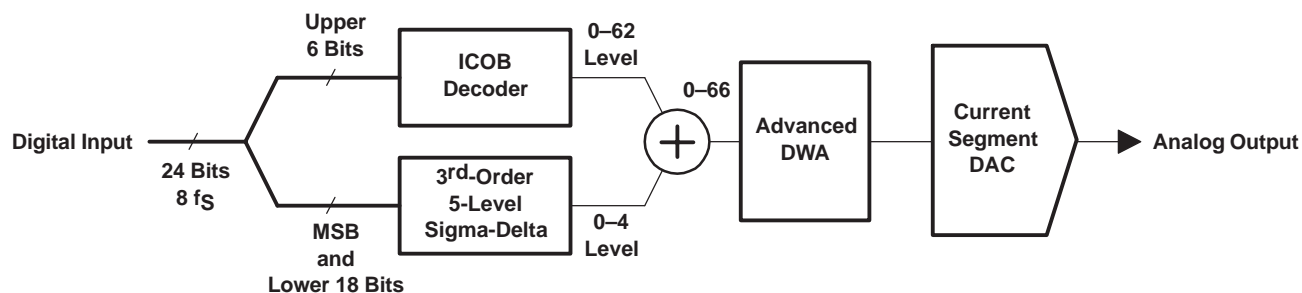 Digital Input
24 Bits
8 fS
Upper
6 Bits
ICOB
Decoder
0–62
Level
MSB
and
Lower 18 Bits
3rd-Order
5-Level
Sigma-Delta
0–4
Level
+
0–66
Advanced
DWA
Current
Segment
DAC
Analog Output